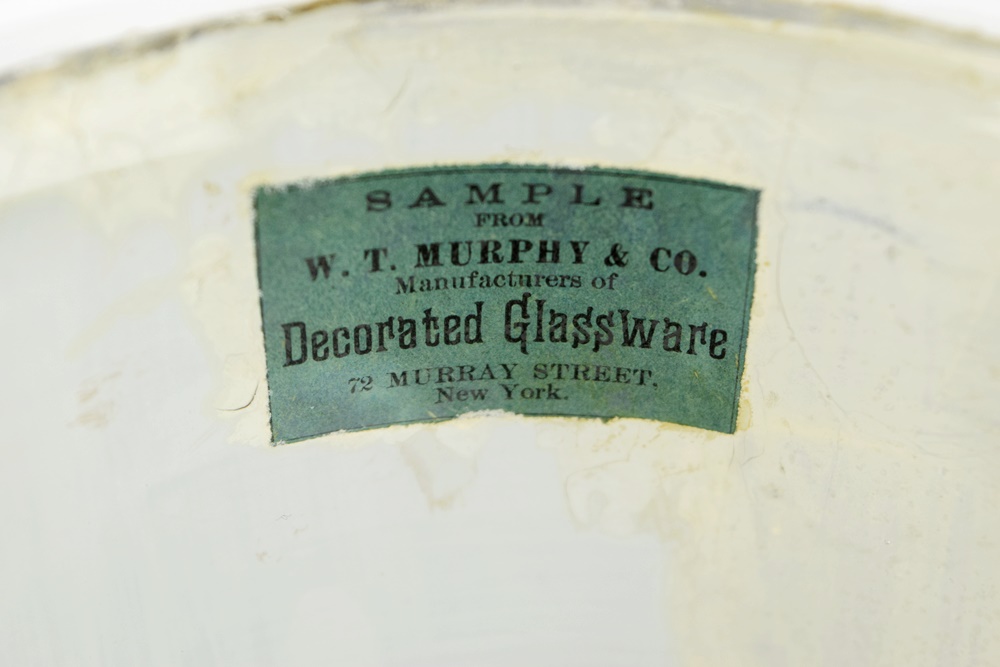 SAMPLE
FROM
W. T. MURPHY & CO.
Manufacturers of
Decorated Glassware
72 MURRAY STREET,
New York.